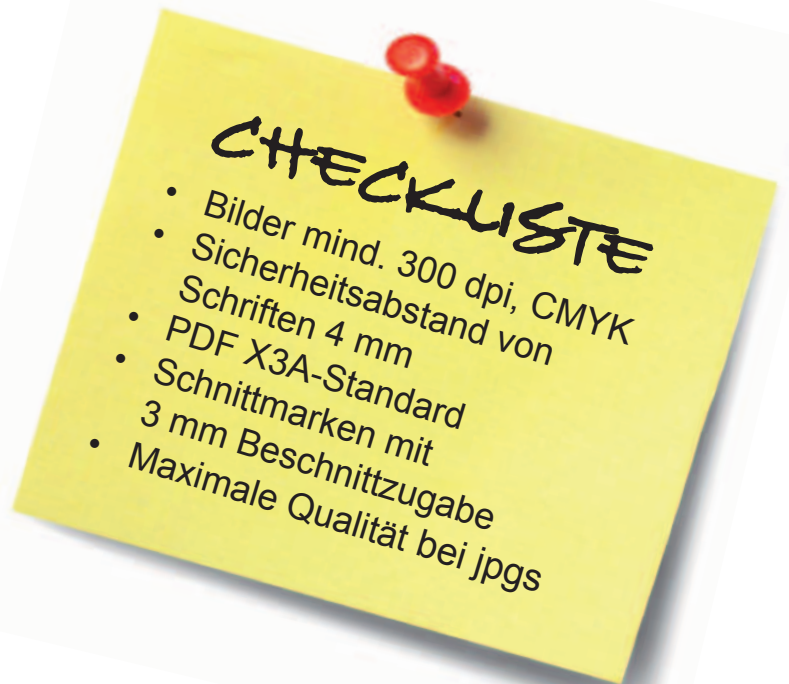 CHECKLISTE
• Bilder mind. 300 dpi, CMYK
• Sicherheitsabstand von
Schriften 4 mm
• PDF X3A-Standard
• Schnittmarken mit
3 mm Beschnittzugabe
• Maximale Qualität bei jpgs